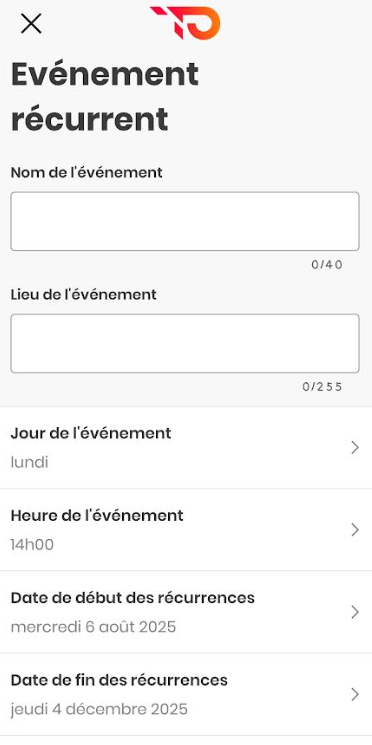 Evénement
récurrent
Nom de l'événement
0/40
Lieu de l'événement
0/255
Jour de l'événement
lundi
Heure de l'événement
14h00
Date de début des récurrences
mercredi 6 août 2025
Date de fin des récurrences
jeudi 4 décembre 2025